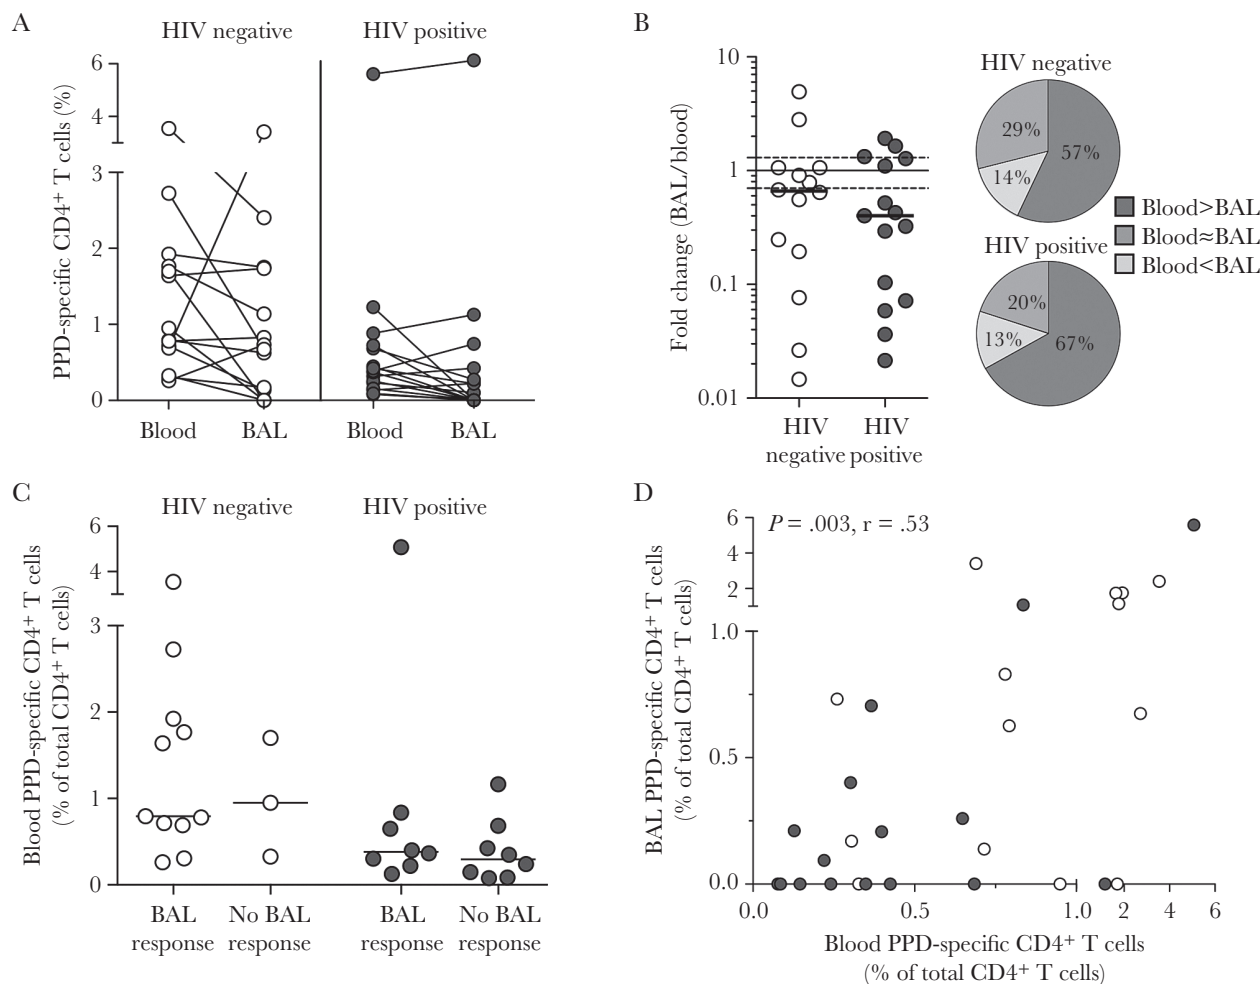 A
HIV negative
HIV positive
PPD-specific CD4+ T cells (%)
6
4
3
2
1
0
Blood
BAL
Blood
BAL
B
Fold change (BAL/blood)
10
1
0.1
0.01
HIV
negative
HIV
positive
HIV negative
29%
57%
14%
HIV positive
20%
13%
67%
Blood>BAL
Blood≈BAL
Blood<BAL
C
HIV negative
HIV positive
Blood PPD-specific CD4+ T cells
(% of total CD4+ T cells)
6
4
3
2
1
0
BAL
response
No BAL
response
BAL
response
No BAL
response
D
P = .003, r = .53
BAL PPD-specific CD4+ T cells
(% of total CD4+ T cells)
6
4
2
1.0
0.5
0.0
0.0
0.5
1.0
2
4
6
Blood PPD-specific CD4+ T cells
(% of total CD4+ T cells)